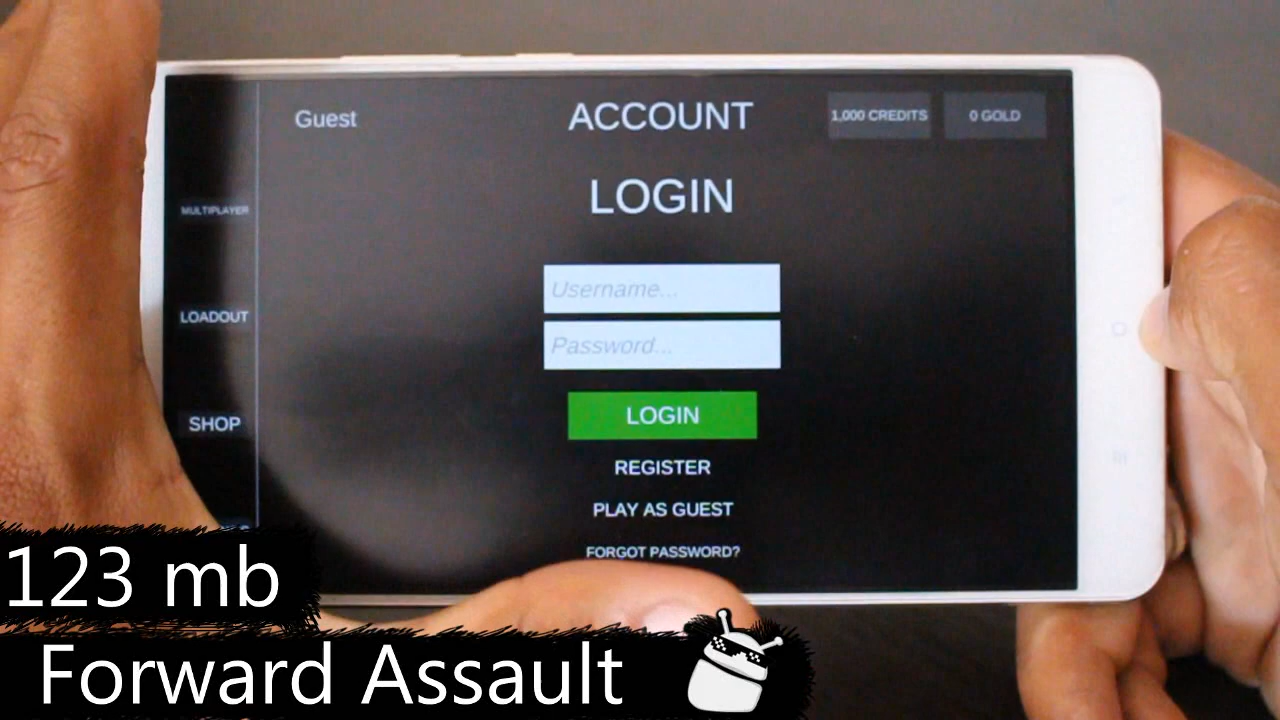 Guest
ACCOUNT
1,000 CREDITS
0 GOLD
LOGIN
MULTIPLAYER
Username...
LOADOUT
Password...
SHOP
LOGIN
REGISTER
PLAY AS GUEST
FORGOT PASSWORD?
123 mb
Forward Assault